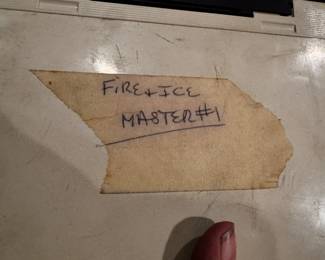 FIRE + ICE
MASTER #1